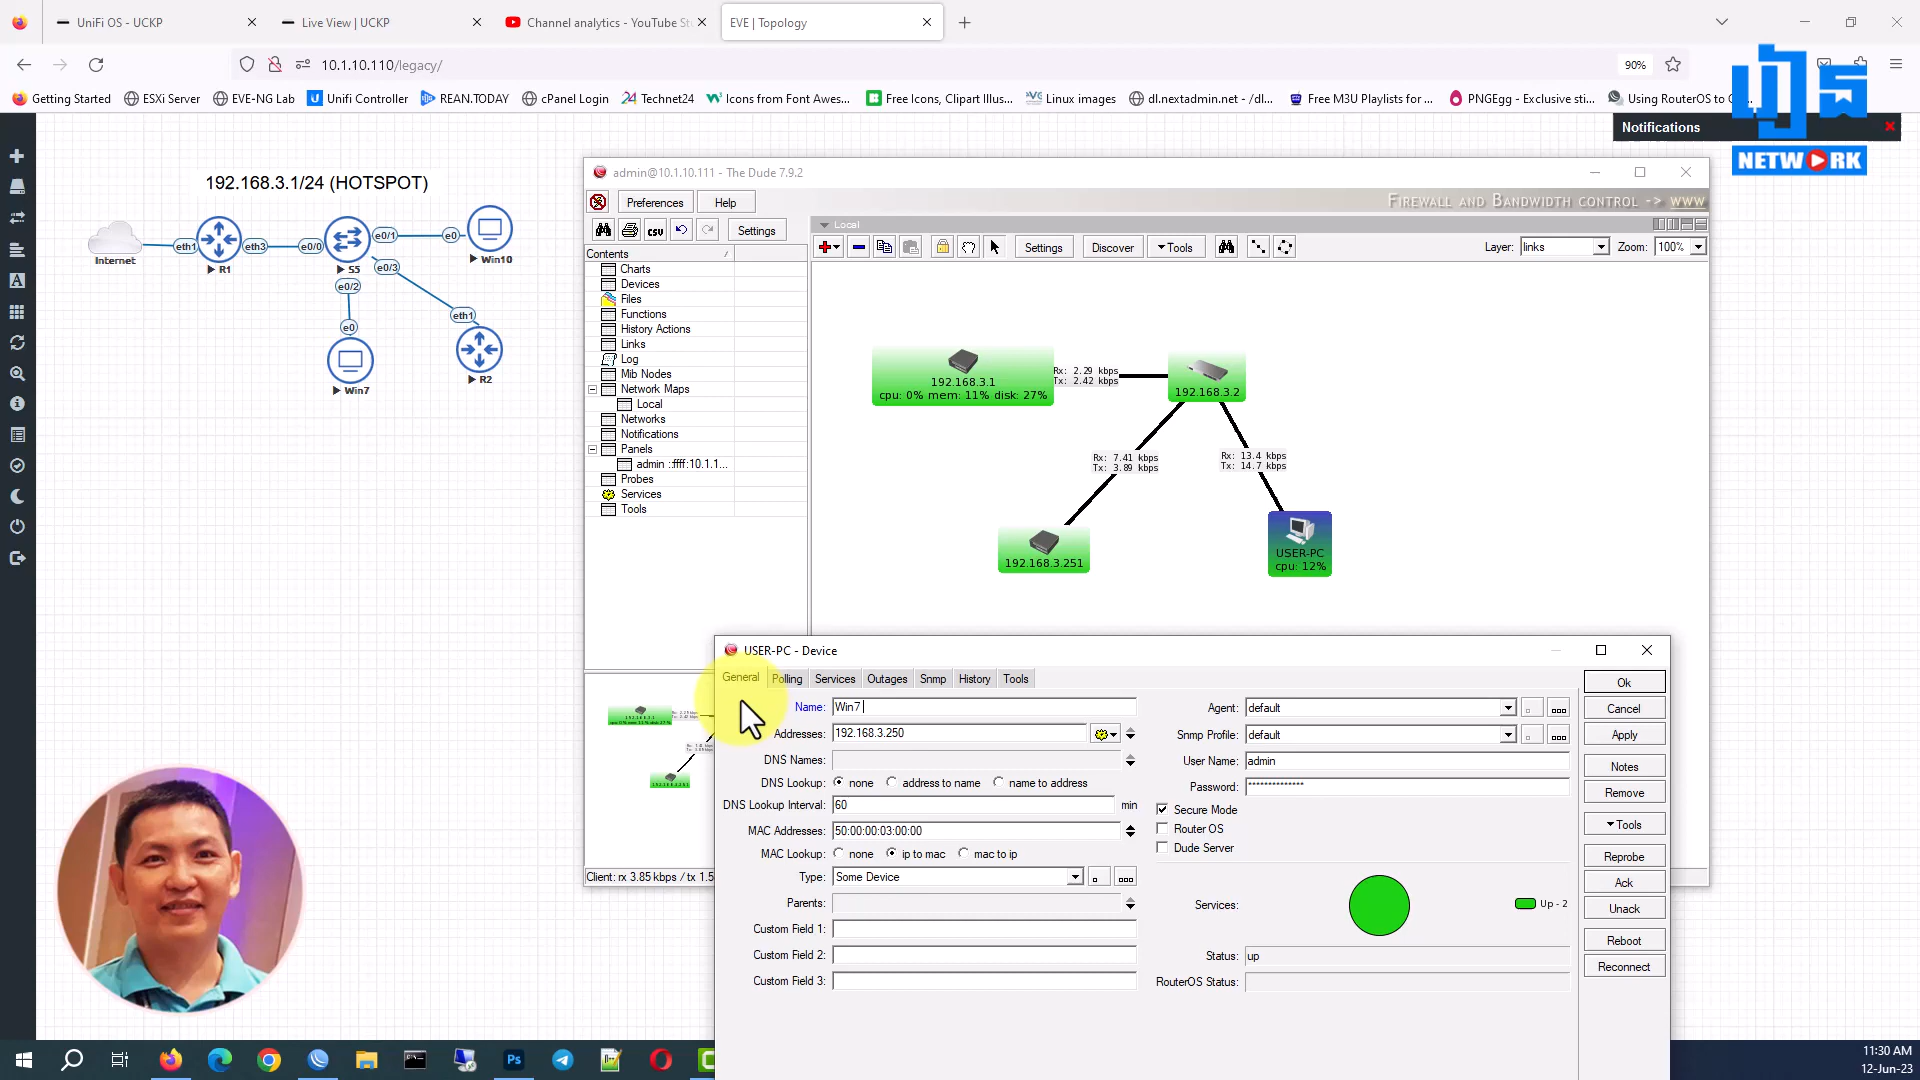 UniFi OS - UCKP
Live View | UCKP
Channel analytics - YouTube St
EVE | Topology
10.1.10.110/legacy/
90%
Getting Started
ESXi Server
EVE-NG Lab
Unifi Controller
REAN.TODAY
cPanel Login
Technet24
Icons from Font Awes...
Free Icons, Clipart Illus...
Linux images
dl.nextadmin.net - /dl...
Free M3U Playlists for ...
PNGEgg - Exclusive sti...
Using RouterOS to
Notifications
NETWORK
192.168.3.1/24 (HOTSPOT)
Internet
eth1
R1
eth3
e0/0
S5
e0/1
e0
Win10
e0/3
e0/2
eth1
e0
R2
Win7
admin@10.1.10.111 - The Dude 7.9.2
Preferences
Help
FIREWALL AND BANDWIDTH CONTROL -> WWW
CSV
Settings
Local
Settings
Discover
Tools
Layer:
links
Zoom:
100%
Contents
Charts
Devices
Files
Functions
History Actions
Links
Log
Mib Nodes
Network Maps
Local
Networks
Notifications
Panels
admin ::ffff:10.1.1...
Probes
Services
Tools
192.168.3.1
cpu: 0% mem: 11% disk: 27%
Rx: 2.29 kbps
Tx: 2.42 kbps
192.168.3.2
Rx: 7.41 kbps
Tx: 3.89 kbps
Rx: 13.4 kbps
Tx: 14.7 kbps
192.168.3.251
USER-PC
cpu: 12%
Client: rx 3.85 kbps / tx 1.5
USER-PC - Device
General
Polling
Services
Outages
Snmp
History
Tools
Name:
Win7
Addresses:
192.168.3.250
DNS Names:
DNS Lookup:
none
address to name
name to address
DNS Lookup Interval:
60
min
MAC Addresses:
50:00:00:03:00:00
MAC Lookup:
none
ip to mac
mac to ip
Type:
Some Device
Parents:
Custom Field 1:
Custom Field 2:
Custom Field 3:
Agent:
default
Snmp Profile:
default
User Name:
admin
Password:
**************
Secure Mode
Router OS
Dude Server
Services:
Up - 2
Status:
up
RouterOS Status:
Ok
Cancel
Apply
Notes
Remove
Tools
Reprobe
Ack
Unack
Reboot
Reconnect
11:30 AM
12-Jun-23